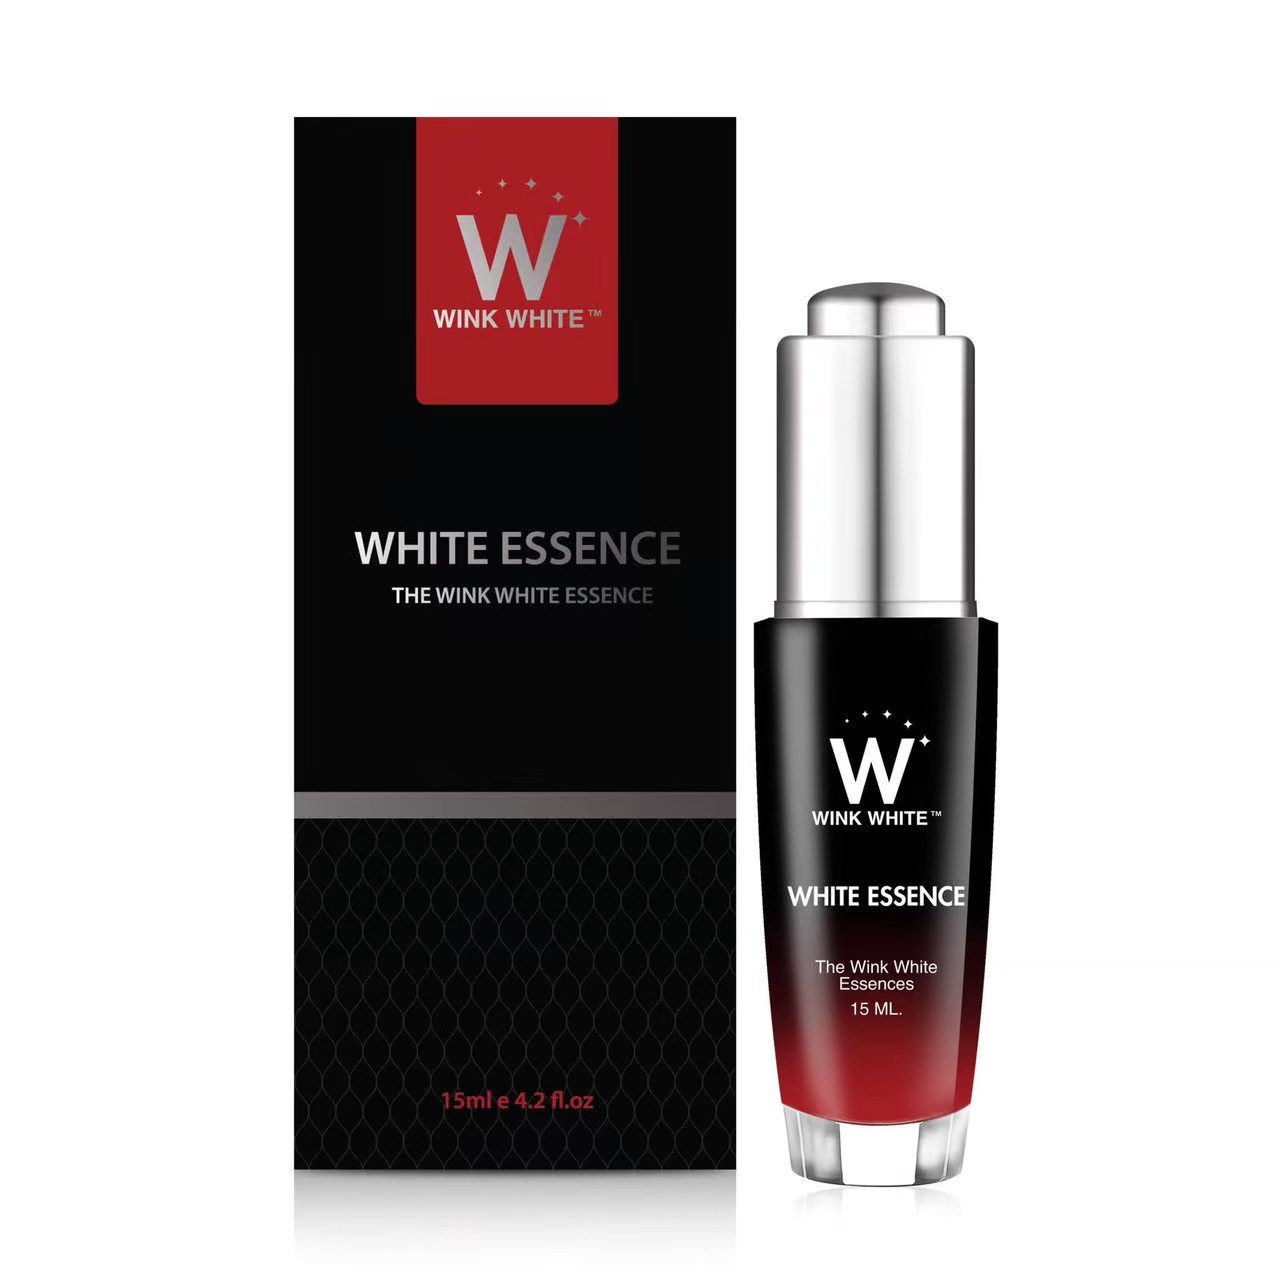 W
WINK WHITE™
WHITE ESSENCE
THE WINK WHITE ESSENCE
15ml e 4.2 fl.oz
W
WINK WHITE™
WHITE ESSENCE
The Wink White
Essences
15 ML.